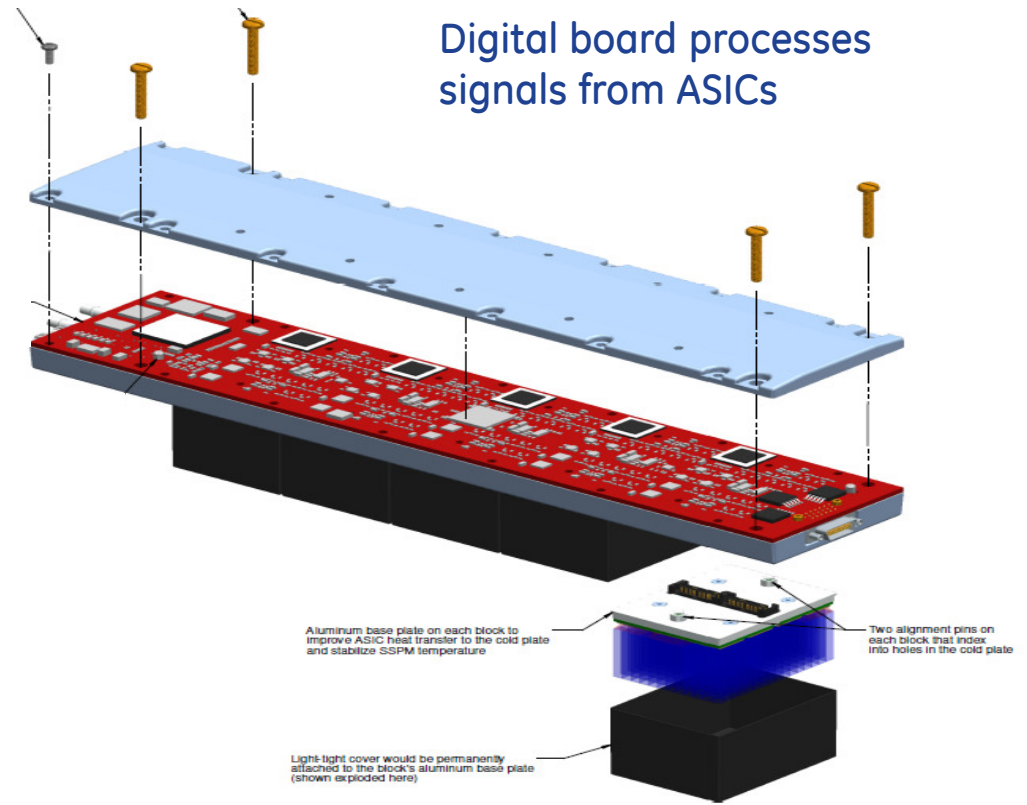 Digital board processes
signals from ASICs
Aluminum base plate on each block to
improve ASIC heat transfer to the cold plate
and stabilize SSPM temperature
Two alignment pins on
each block that index
into holes in the cold plate
Light-tight cover would be permanently
attached to the block's aluminum base plate
(shown exploded here)